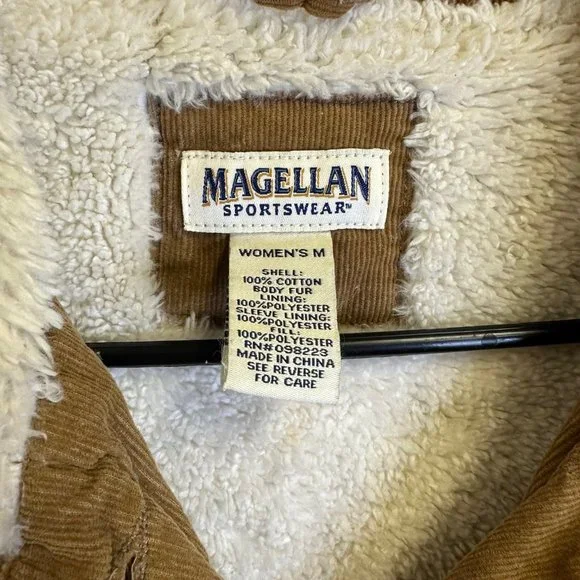 MAGELLAN
SPORTSWEAR™
WOMEN'S M
SHELL:
100% COTTON
BODY FUR
LINING:
100%POLYESTER
SLEEVE LINING:
100%POLYESTER
FILL:
100%POLYESTER
RN#098223
MADE IN CHINA
SEE REVERSE
FOR CARE